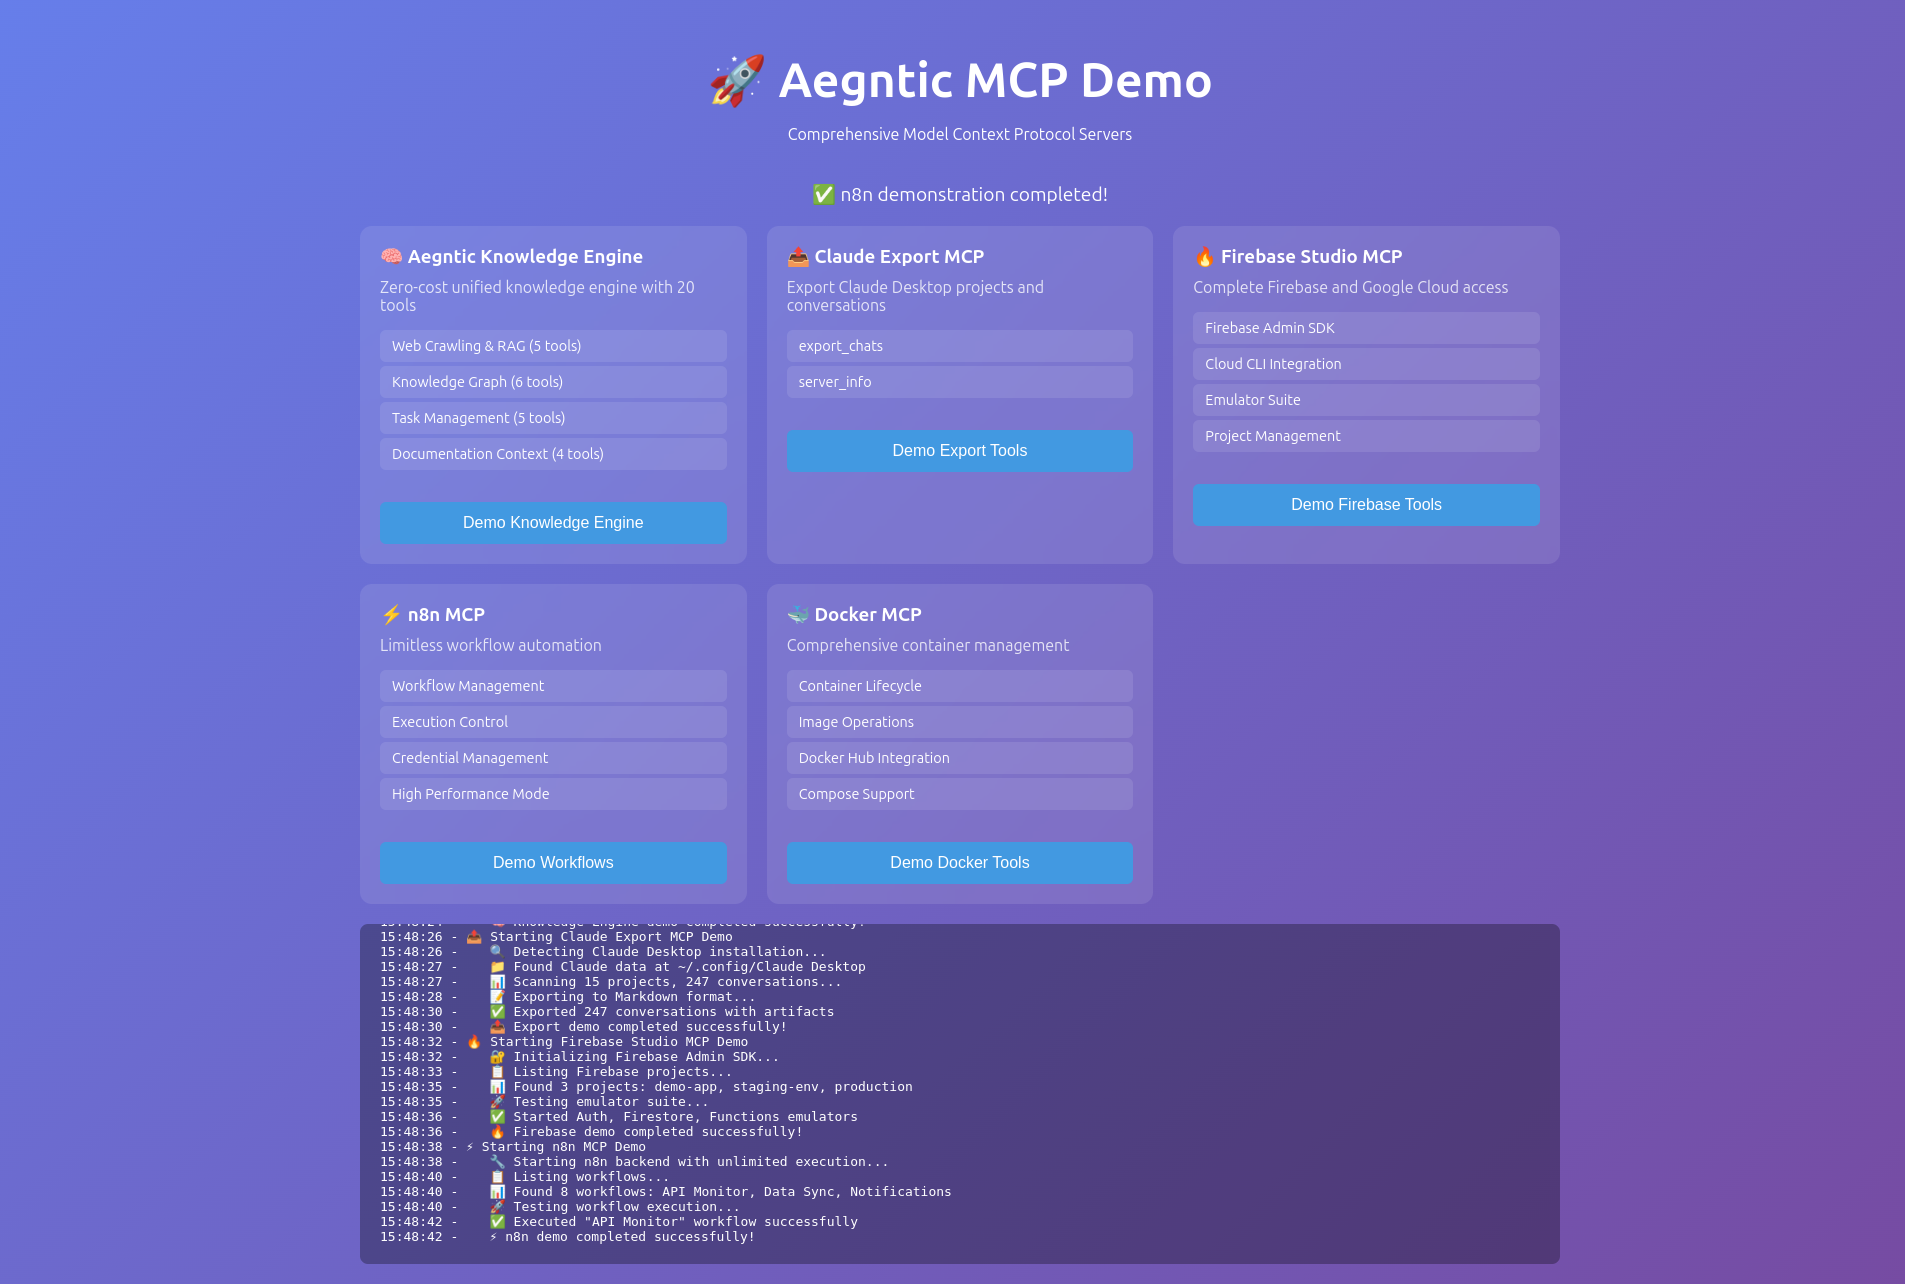 🚀 Aegntic MCP Demo
Comprehensive Model Context Protocol Servers
✅ n8n demonstration completed!
🧠 Aegntic Knowledge Engine
Zero-cost unified knowledge engine with 20
tools
Web Crawling & RAG (5 tools)
Knowledge Graph (6 tools)
Task Management (5 tools)
Documentation Context (4 tools)
Demo Knowledge Engine
📤 Claude Export MCP
Export Claude Desktop projects and
conversations
export_chats
server_info
Demo Export Tools
🔥 Firebase Studio MCP
Complete Firebase and Google Cloud access
Firebase Admin SDK
Cloud CLI Integration
Emulator Suite
Project Management
Demo Firebase Tools
⚡ n8n MCP
Limitless workflow automation
Workflow Management
Execution Control
Credential Management
High Performance Mode
Demo Workflows
🐳 Docker MCP
Comprehensive container management
Container Lifecycle
Image Operations
Docker Hub Integration
Compose Support
Demo Docker Tools
🧠 Knowledge Engine demo completed successfully!
15:48:26 - 📤 Starting Claude Export MCP Demo
15:48:26 -    🔍 Detecting Claude Desktop installation...
15:48:27 -    📁 Found Claude data at ~/.config/Claude Desktop
15:48:27 -    📊 Scanning 15 projects, 247 conversations...
15:48:28 -    📝 Exporting to Markdown format...
15:48:30 -    ✅ Exported 247 conversations with artifacts
15:48:30 -    📤 Export demo completed successfully!
15:48:32 - 🔥 Starting Firebase Studio MCP Demo
15:48:32 -    🔐 Initializing Firebase Admin SDK...
15:48:33 -    📋 Listing Firebase projects...
15:48:35 -    📊 Found 3 projects: demo-app, staging-env, production
15:48:35 -    🚀 Testing emulator suite...
15:48:36 -    ✅ Started Auth, Firestore, Functions emulators
15:48:36 -    🔥 Firebase demo completed successfully!
15:48:38 - ⚡ Starting n8n MCP Demo
15:48:38 -    🔧 Starting n8n backend with unlimited execution...
15:48:40 -    📋 Listing workflows...
15:48:40 -    📊 Found 8 workflows: API Monitor, Data Sync, Notifications
15:48:40 -    🚀 Testing workflow execution...
15:48:42 -    ✅ Executed "API Monitor" workflow successfully
15:48:42 -    ⚡ n8n demo completed successfully!